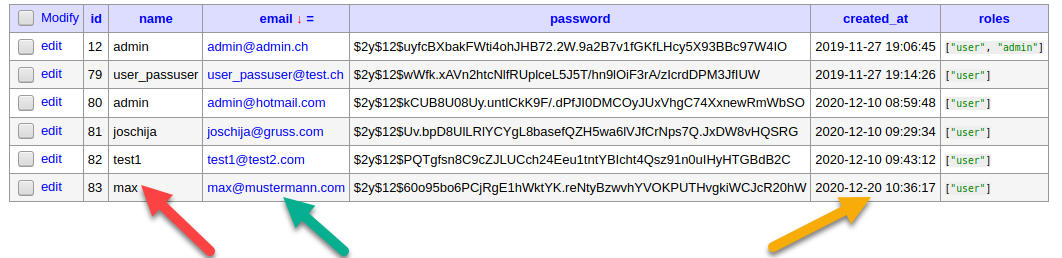 Modify id name email ↓ = password created_at roles
edit 12 admin admin@admin.ch $2y$12$uyfcBXbakFWti4ohJHB72.2W.9a2B7v1fGKfLHcy5X93BBc97W4IO 2019-11-27 19:06:45 ["user", "admin"]
edit 79 user_passuser user_passuser@test.ch $2y$12$wWfk.xAVn2htcNlfRUplceL5J5T/hn9lOiF3rA/zIcrdDPM3JfIUW 2019-11-27 19:14:26 ["user"]
edit 80 admin admin@hotmail.com $2y$12$kCUB8U08Uy.untlCkK9F/.dPfJI0DMCOyJUxVhgC74XxnewRmWbSO 2020-12-10 08:59:48 ["user"]
edit 81 joschija joschija@gruss.com $2y$12$Uv.bpD8UlLRlYCYgL8basefQZH5wa6lVJfCrNps7Q.JxDW8vHQSRG 2020-12-10 09:29:34 ["user"]
edit 82 test1 test1@test2.com $2y$12$PQTgfsn8C9cZJLUCch24Eeu1tntYBIcht4Qsz91n0uIHyHTGBdB2C 2020-12-10 09:43:12 ["user"]
edit 83 max max@mustermann.com $2y$12$60o95bo6PCjRgE1hWktYK.reNtyBzwvhYVOKPUTHvgkiWCJcR20hW 2020-12-20 10:36:17 ["user"]